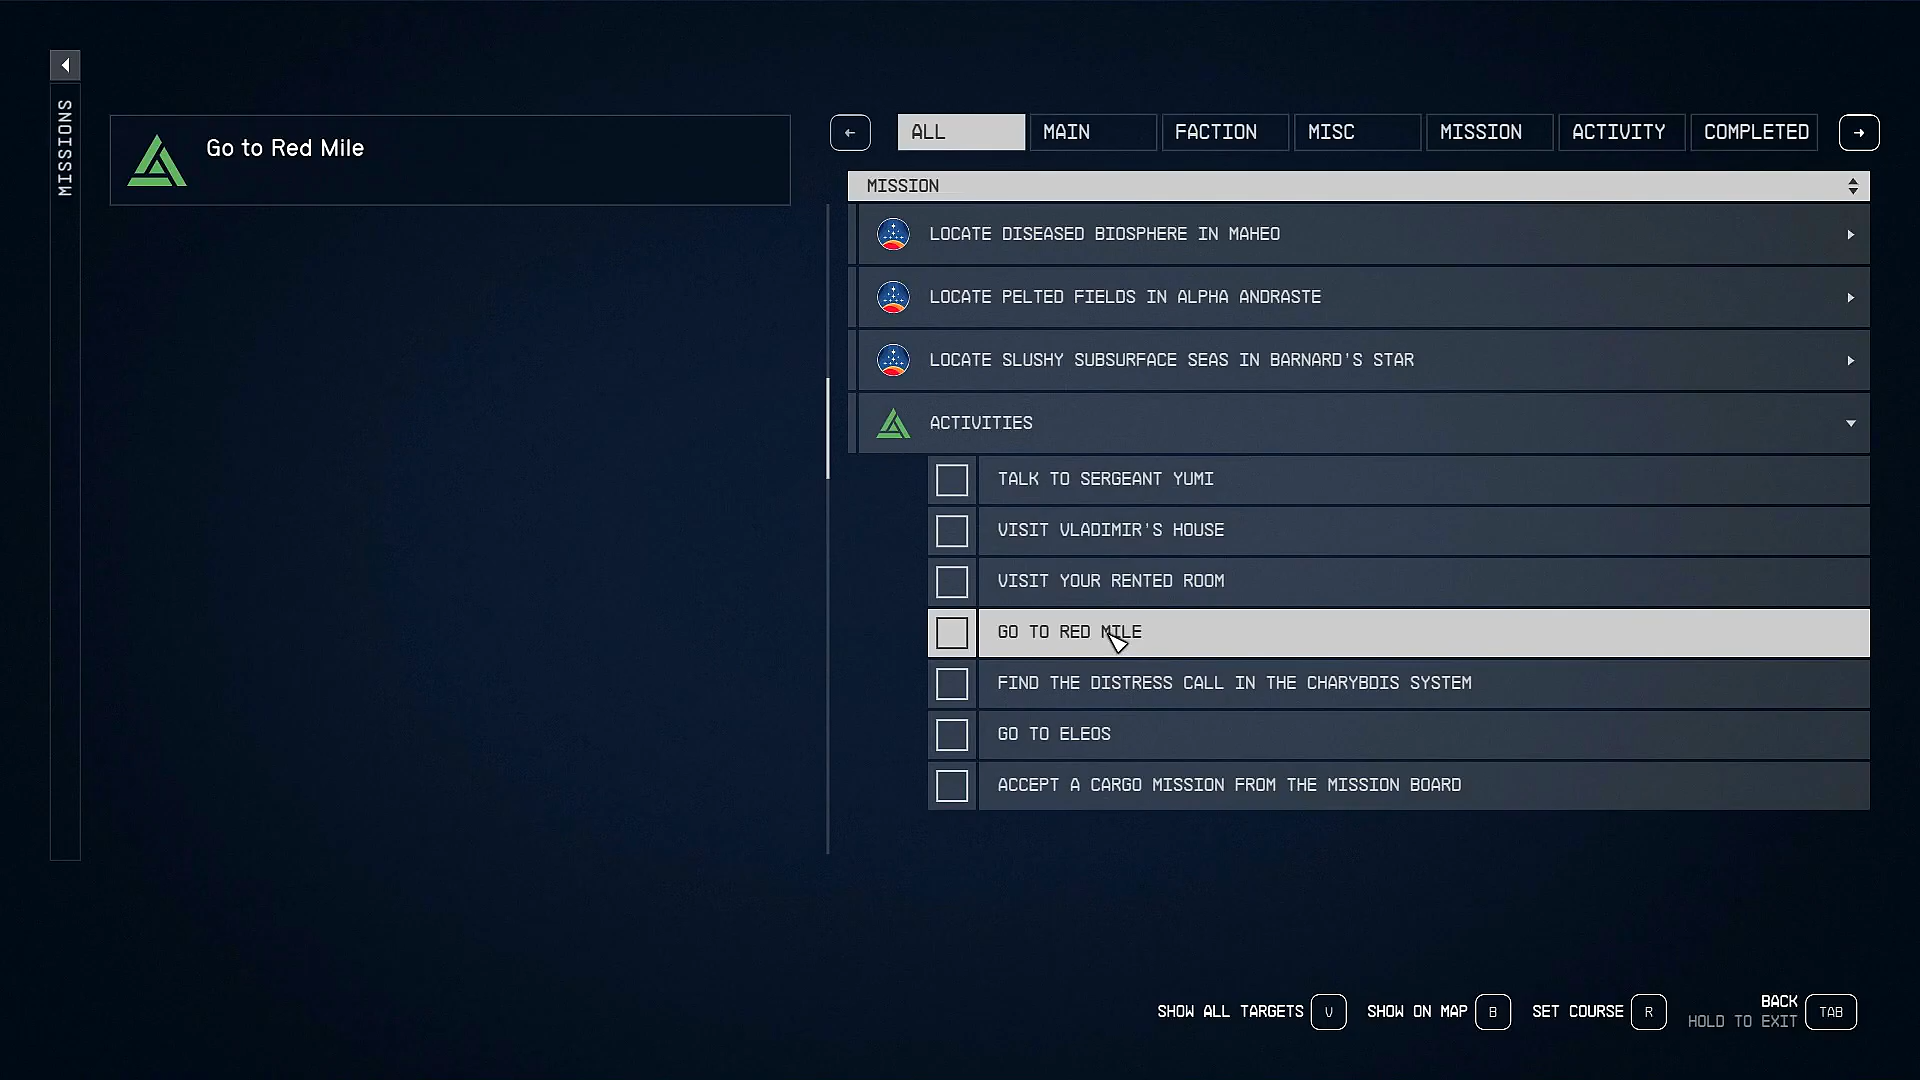 MISSIONS
Go to Red Mile
ALL MAIN FACTION MISC MISSION ACTIVITY COMPLETED
MISSION
LOCATE DISEASED BIOSPHERE IN MAHEO
LOCATE PELTED FIELDS IN ALPHA ANDRASTE
LOCATE SLUSHY SUBSURFACE SEAS IN BARNARD'S STAR
ACTIVITIES
TALK TO SERGEANT YUMI
VISIT VLADIMIR'S HOUSE
VISIT YOUR RENTED ROOM
GO TO RED MILE
FIND THE DISTRESS CALL IN THE CHARYBDIS SYSTEM
GO TO ELEOS
ACCEPT A CARGO MISSION FROM THE MISSION BOARD
SHOW ALL TARGETS V SHOW ON MAP B SET COURSE R BACK TAB
HOLD TO EXIT